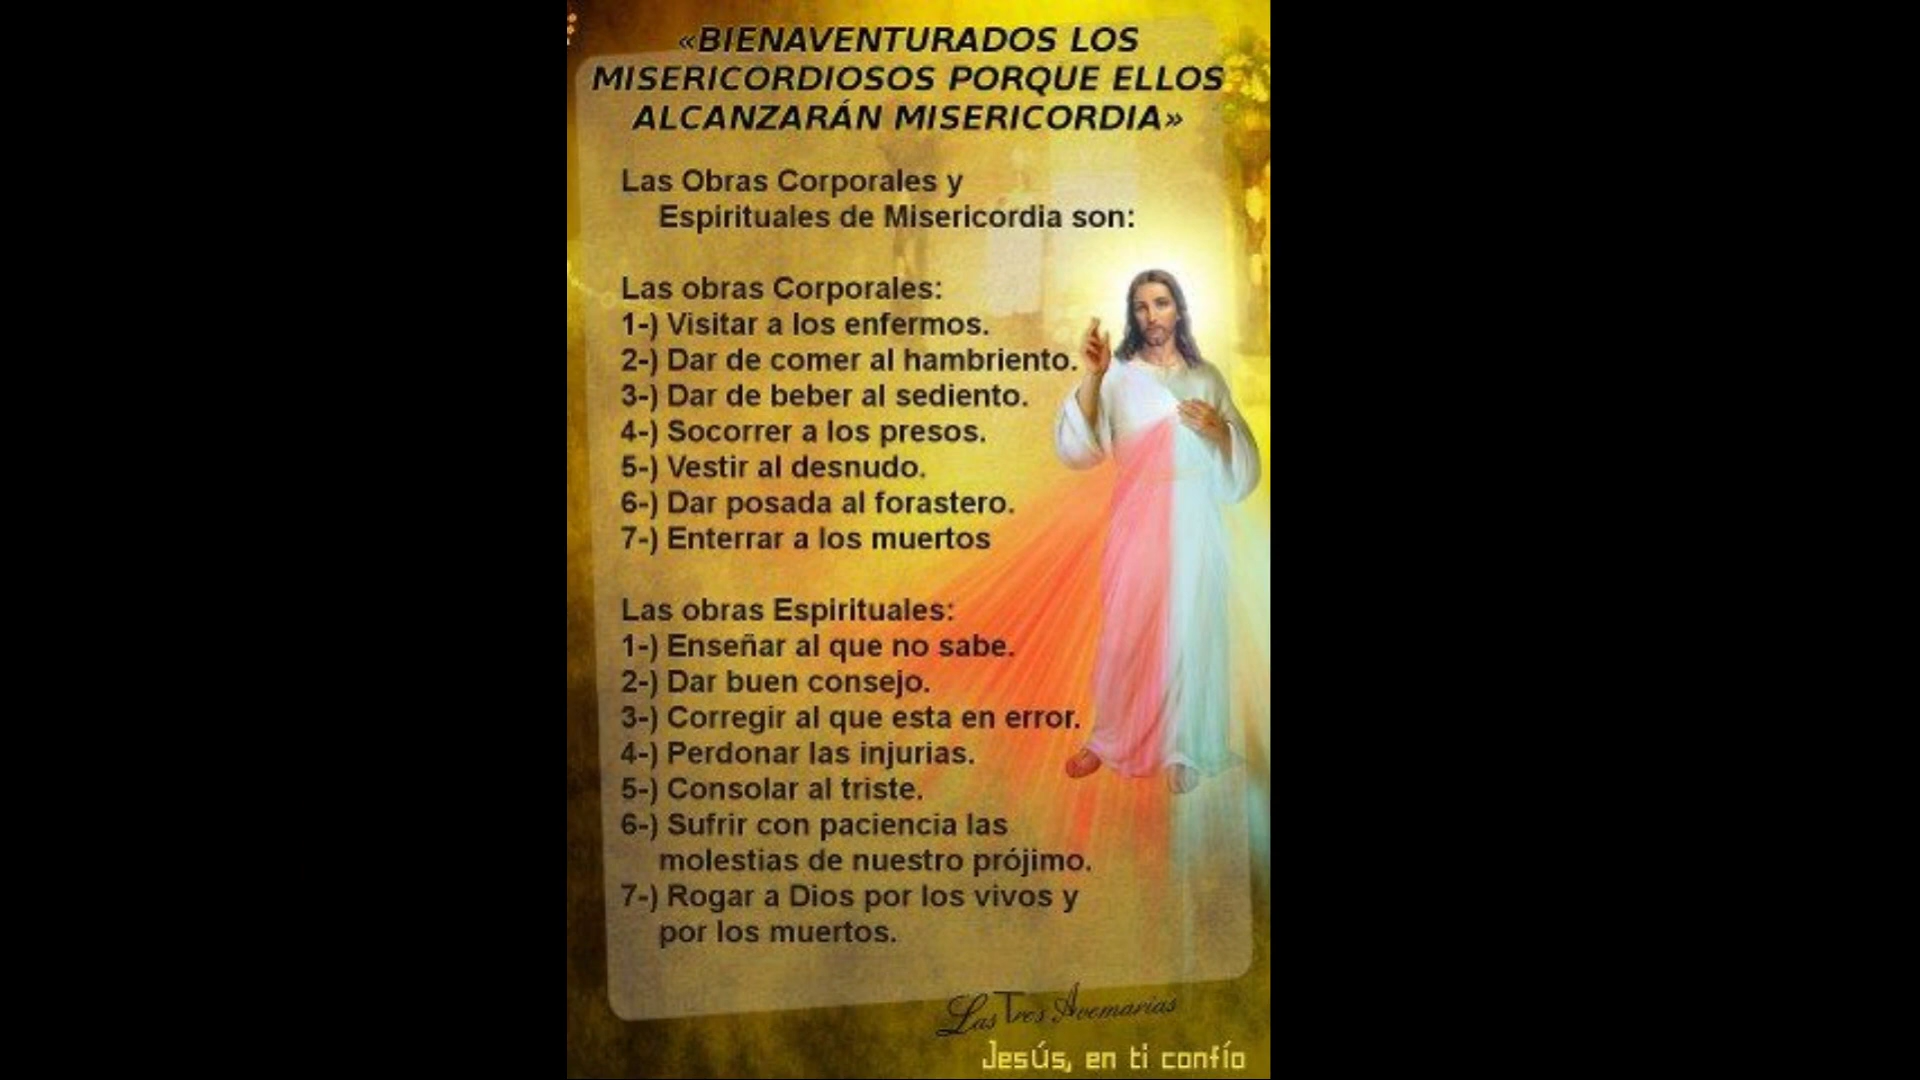 «BIENAVENTURADOS LOS
MISERICORDIOSOS PORQUE ELLOS
ALCANZARÁN MISERICORDIA»
Las Obras Corporales y
Espirituales de Misericordia son:
Las obras Corporales:
1-) Visitar a los enfermos.
2-) Dar de comer al hambriento.
3-) Dar de beber al sediento.
4-) Socorrer a los presos.
5-) Vestir al desnudo.
6-) Dar posada al forastero.
7-) Enterrar a los muertos
Las obras Espirituales:
1-) Enseñar al que no sabe.
2-) Dar buen consejo.
3-) Corregir al que esta en error.
4-) Perdonar las injurias.
5-) Consolar al triste.
6-) Sufrir con paciencia las
molestias de nuestro prójimo.
7-) Rogar a Dios por los vivos y
por los muertos.
Las Tres Avemarías
Jesús, en ti confío